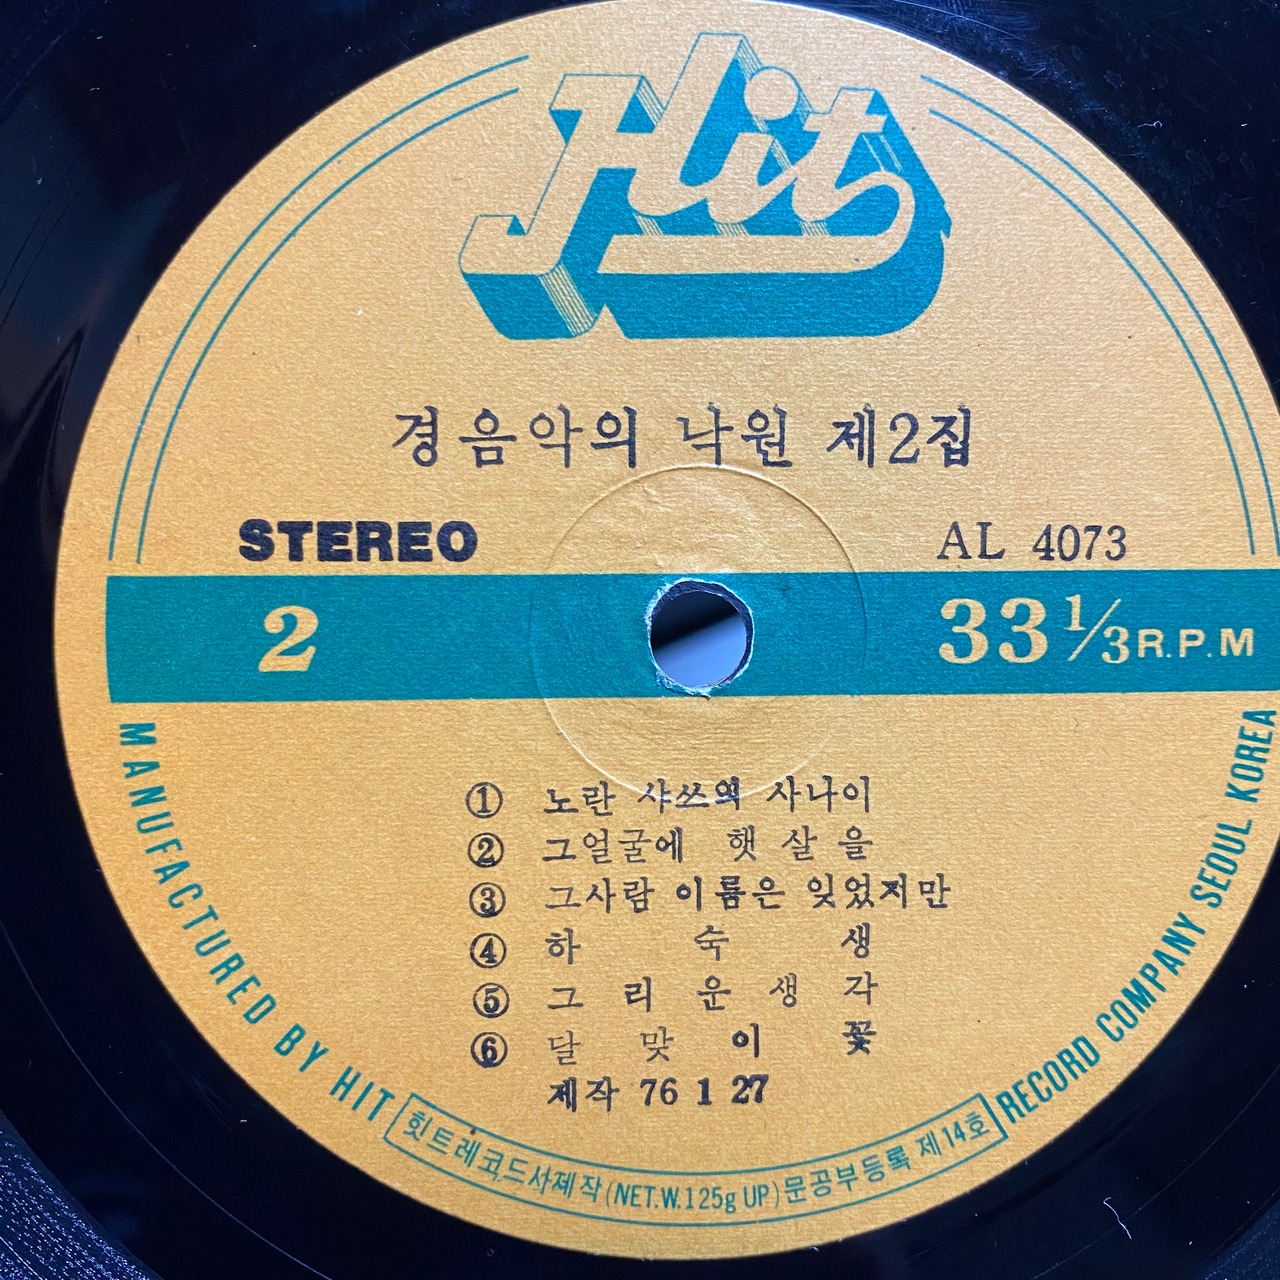 Hit
경음악의 낙원 제2집
STEREO
AL 4073
2
33 1/3 R.P.M
① 노란 샤쓰의 사나이
② 그얼굴에 햇살을
③ 그사람 이름은 잊었지만
④ 하숙생
⑤ 그리운생각
⑥ 달맞이꽃
제작 76 1 27
MANUFACTURED BY HIT RECORD COMPANY SEOUL KOREA
힛트레코드사제작(NET.W.125g UP)문공부등록 제14호